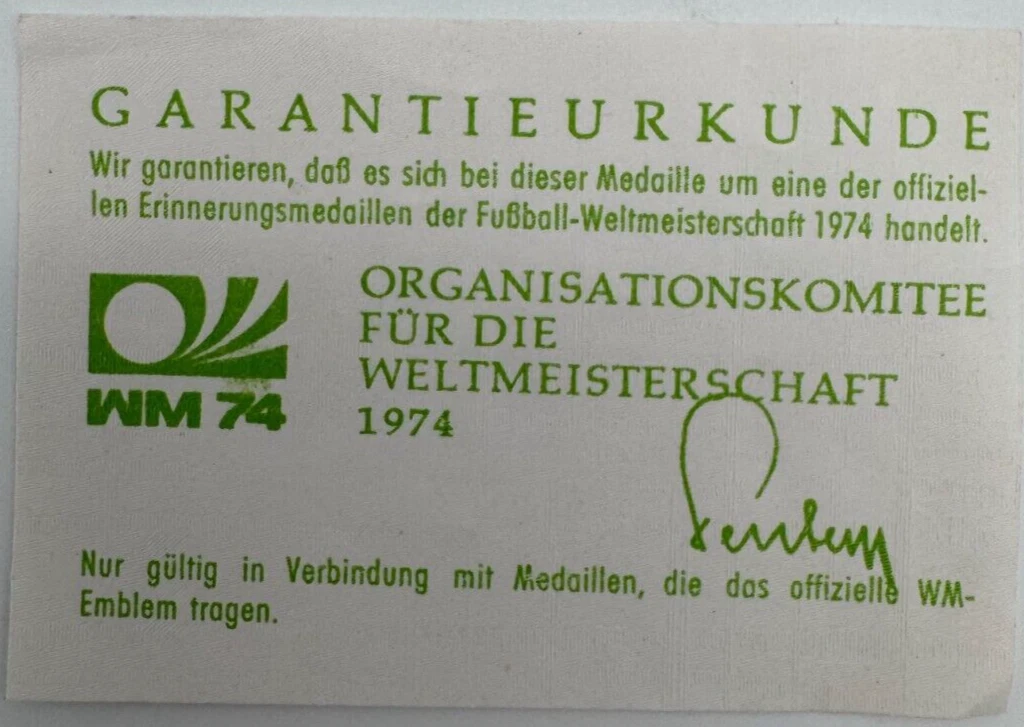 GARANTIEURKUNDE
Wir garantieren, daß es sich bei dieser Medaille um eine der offiziel-
len Erinnerungsmedaillen der Fußball-Weltmeisterschaft 1974 handelt.
ORGANISATIONSKOMITEE
FÜR DIE
WELTMEISTERSCHAFT
1974
WM 74
Nur gültig in Verbindung mit Medaillen, die das offizielle WM-
Emblem tragen.